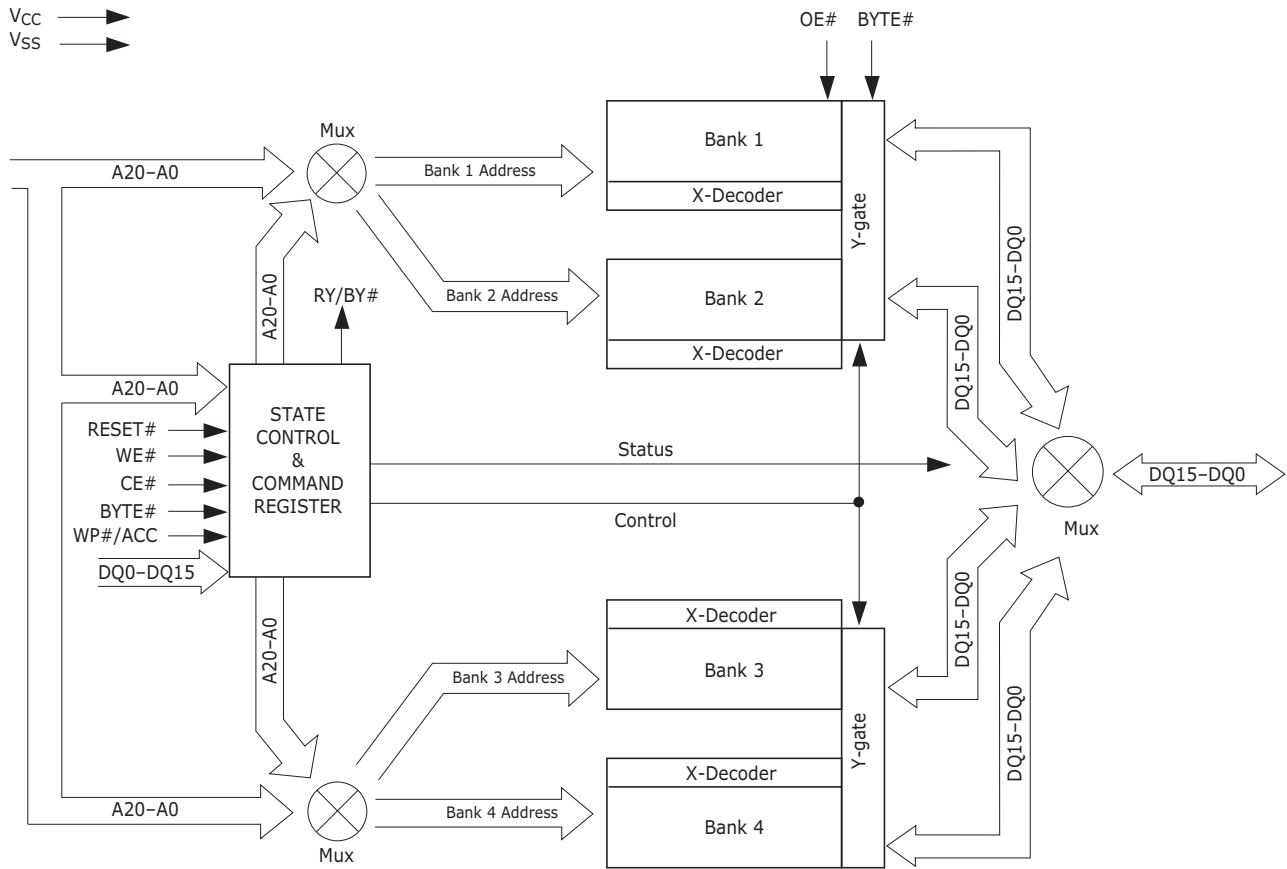 VCC
VSS
OE# BYTE#
Mux
A20–A0
Bank 1 Address
Bank 1
X-Decoder
Y-gate
DQ15–DQ0
A20–A0
RY/BY#
Bank 2 Address
Bank 2
X-Decoder
DQ15–DQ0
A20–A0
RESET#
WE#
CE#
BYTE#
WP#/ACC
DQ0–DQ15
STATE
CONTROL
&
COMMAND
REGISTER
Status
Control
Mux
DQ15–DQ0
A20–A0
X-Decoder
Bank 3 Address
Bank 3
Y-gate
DQ15–DQ0
DQ15–DQ0
A20–A0
Mux
Bank 4 Address
X-Decoder
Bank 4